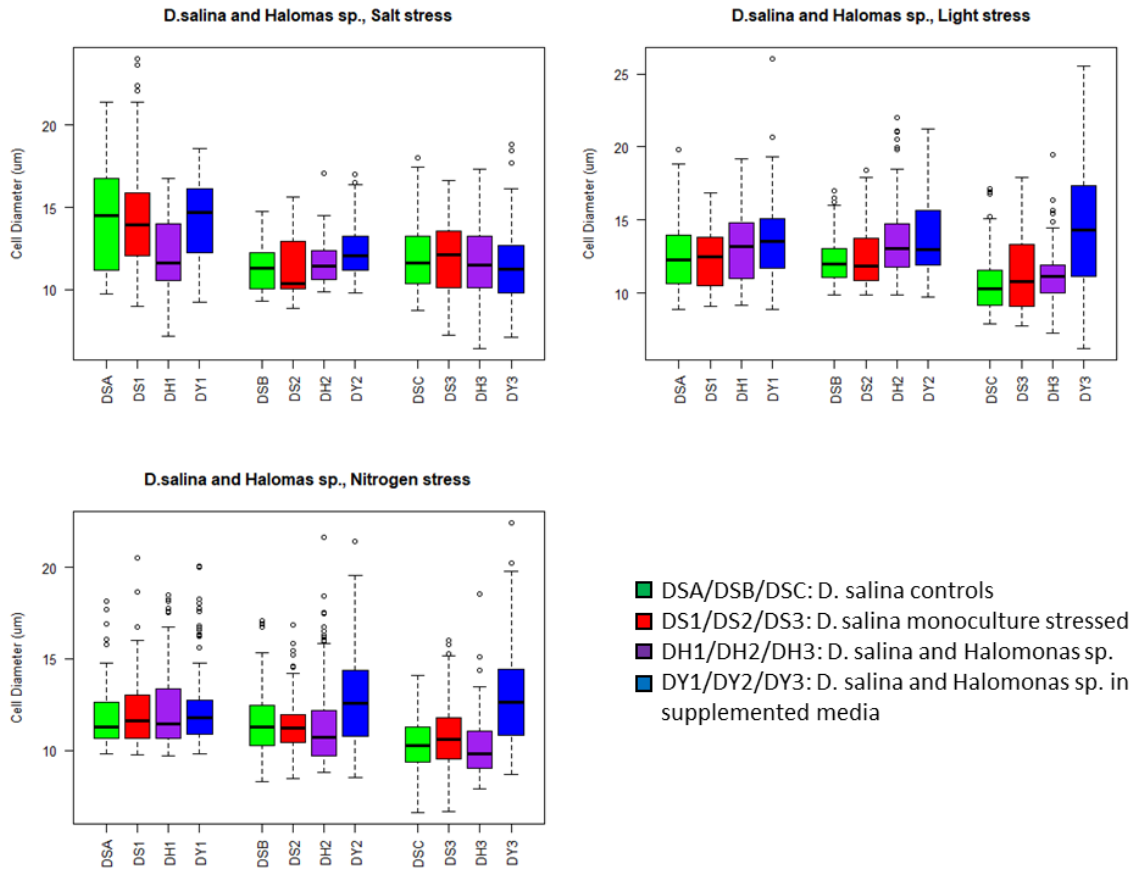 D.salina and Halomas sp., Salt stress
Cell Diameter (um)
20
15
10
DSA DS1 DH1 DY1 DSB DS2 DH2 DY2 DSC DS3 DH3 DY3
D.salina and Halomas sp., Light stress
Cell Diameter (um)
25
20
15
10
DSA DS1 DH1 DY1 DSB DS2 DH2 DY2 DSC DS3 DH3 DY3
D.salina and Halomas sp., Nitrogen stress
Cell Diameter (um)
20
15
10
DSA DS1 DH1 DY1 DSB DS2 DH2 DY2 DSC DS3 DH3 DY3
DSA/DSB/DSC: D. salina controls
DS1/DS2/DS3: D. salina monoculture stressed
DH1/DH2/DH3: D. salina and Halomonas sp.
DY1/DY2/DY3: D. salina and Halomonas sp. in
supplemented media